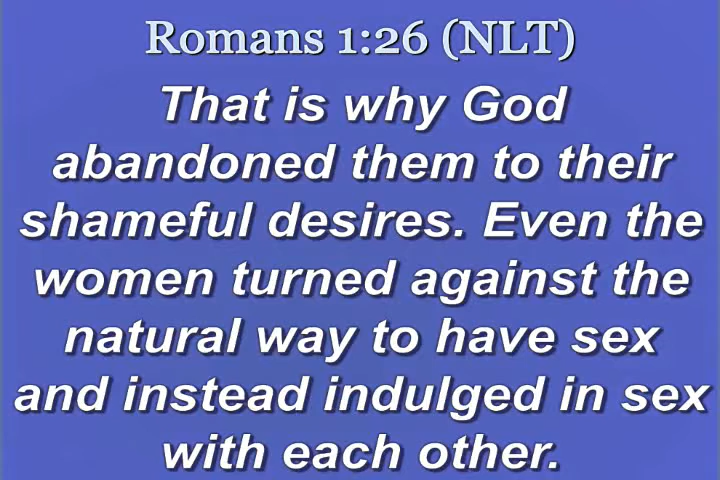 Romans 1:26 (NLT)
That is why God
abandoned them to their
shameful desires. Even the
women turned against the
natural way to have sex
and instead indulged in sex
with each other.